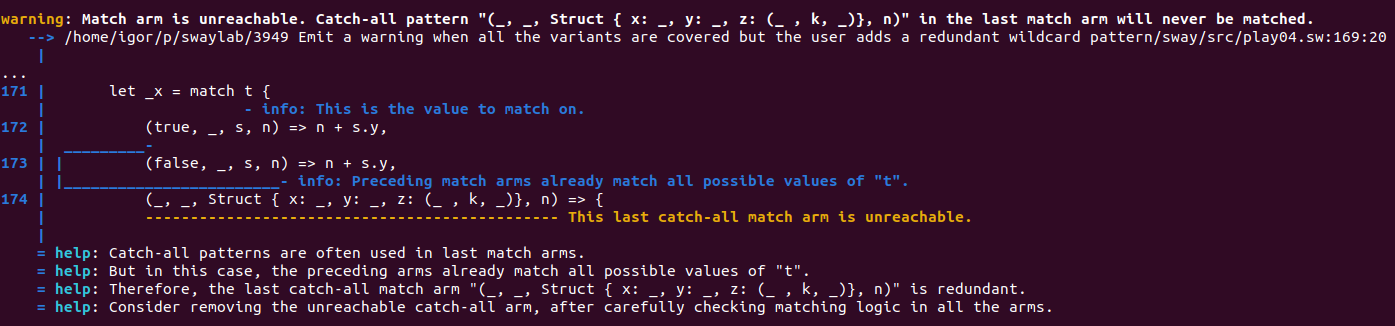 warning: Match arm is unreachable. Catch-all pattern "(_, _, Struct { x: _, y: _, z: (_ , k, _)}, n)" in the last match arm will never be matched.
--> /home/igor/p/swaylab/3949 Emit a warning when all the variants are covered but the user adds a redundant wildcard pattern/sway/src/play04.sw:169:20
|
...
171 | let _x = match t {
| - info: This is the value to match on.
172 | (true, _, s, n) => n + s.y,
| _________-
173 | | (false, _, s, n) => n + s.y,
| |________________________- info: Preceding match arms already match all possible values of "t".
174 | (_, _, Struct { x: _, y: _, z: (_ , k, _)}, n) => {
| ---------------------------------------------- This last catch-all match arm is unreachable.
|
= help: Catch-all patterns are often used in last match arms.
= help: But in this case, the preceding arms already match all possible values of "t".
= help: Therefore, the last catch-all match arm "(_, _, Struct { x: _, y: _, z: (_ , k, _)}, n)" is redundant.
= help: Consider removing the unreachable catch-all arm, after carefully checking matching logic in all the arms.